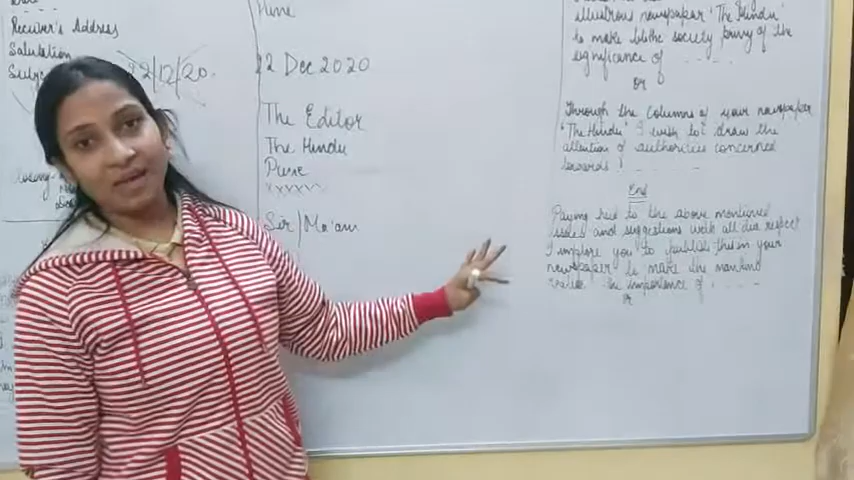 Receiver's Address
Salutation
22/12/20
22 Dec 2020
The Editor
The Hindu
Pune
xxxxx
Sir/Ma'am
illustrious newspaper 'The Hindu'
to make the society privy of the
significance of .....
or
Through the columns of your newspaper
'The Hindu' I wish to draw the
attention of authorities concerned
towards .....
End
Paying heed to the above mentioned
issues and suggestions with all due respect
I implore you to publish this in your
newspaper to make the mankind
the importance of .....
or